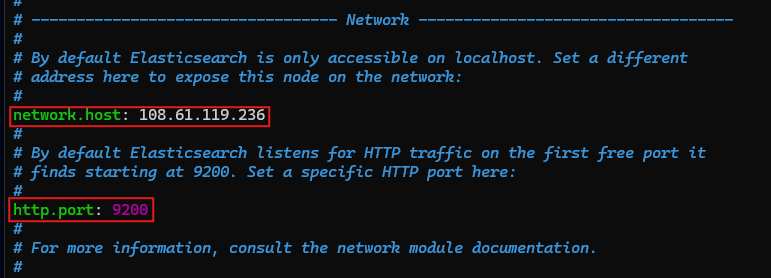 #
# ---------------------------------- Network -----------------------------------
#
# By default Elasticsearch is only accessible on localhost. Set a different
# address here to expose this node on the network:
#
network.host: 108.61.119.236
#
# By default Elasticsearch listens for HTTP traffic on the first free port it
# finds starting at 9200. Set a specific HTTP port here:
#
http.port: 9200
#
# For more information, consult the network module documentation.
#